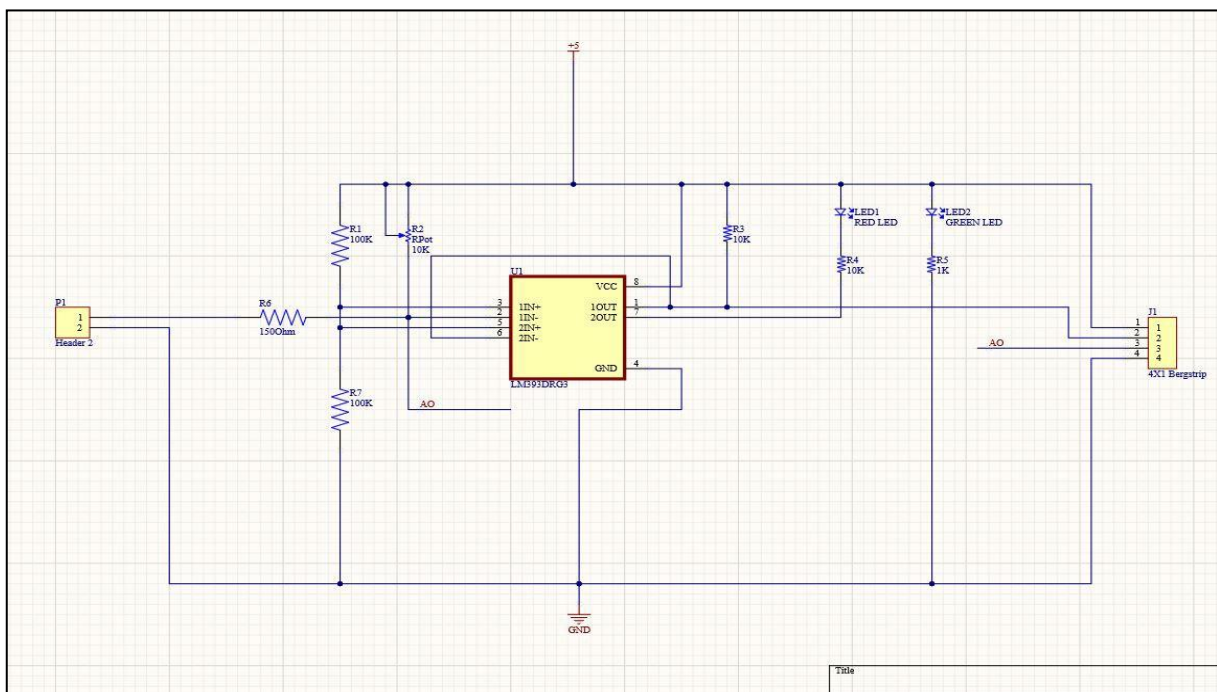 +5
R1
100K
R2
RPot
10K
R3
10K
LED1
RED LED
LED2
GREEN LED
R4
10K
R5
1K
U1
VCC
8
3
1IN+
1OUT
1
2
1IN-
2OUT
7
5
2IN+
6
2IN-
GND
4
LM393DRG3
P1
1
2
Header 2
R6
150Ohm
R7
100K
AO
AO
J1
1
1
2
2
3
3
4
4
4X1 Bergstrip
GND
Title